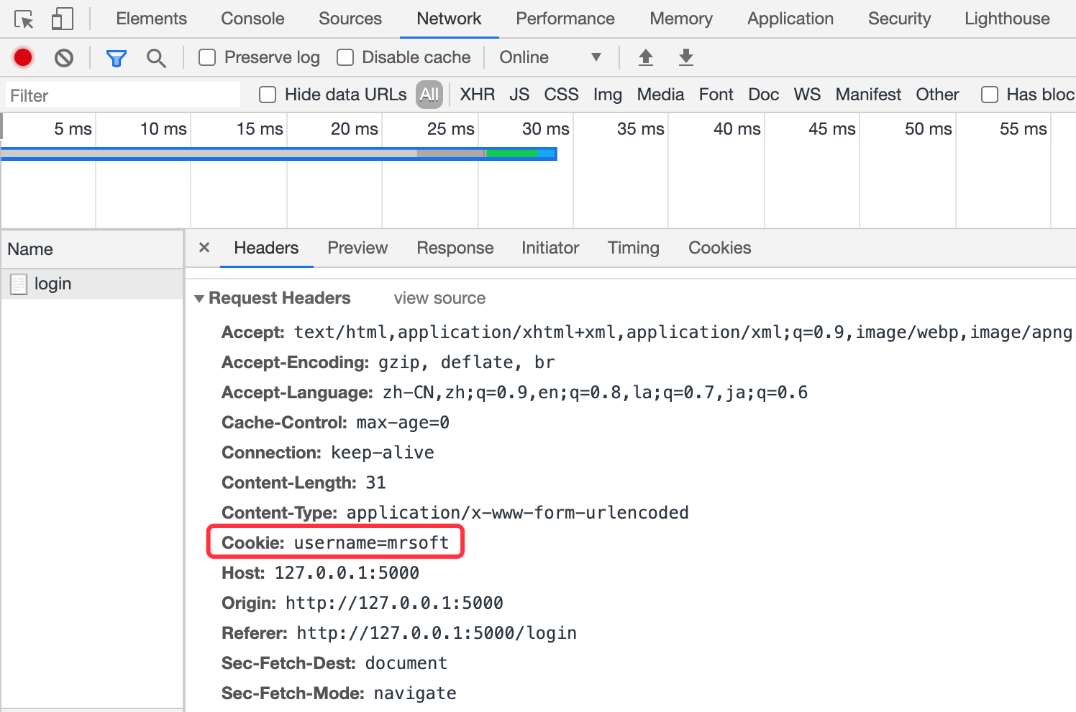 Elements Console Sources Network Performance Memory Application Security Lighthouse
Preserve log Disable cache Online
Filter Hide data URLs All XHR JS CSS Img Media Font Doc WS Manifest Other Has bloc
5 ms 10 ms 15 ms 20 ms 25 ms 30 ms 35 ms 40 ms 45 ms 50 ms 55 ms
Name
× Headers Preview Response Initiator Timing Cookies
login
Request Headers view source
Accept: text/html,application/xhtml+xml,application/xml;q=0.9,image/webp,image/apng
Accept-Encoding: gzip, deflate, br
Accept-Language: zh-CN,zh;q=0.9,en;q=0.8,la;q=0.7,ja;q=0.6
Cache-Control: max-age=0
Connection: keep-alive
Content-Length: 31
Content-Type: application/x-www-form-urlencoded
Cookie: username=mrsoft
Host: 127.0.0.1:5000
Origin: http://127.0.0.1:5000
Referer: http://127.0.0.1:5000/login
Sec-Fetch-Dest: document
Sec-Fetch-Mode: navigate